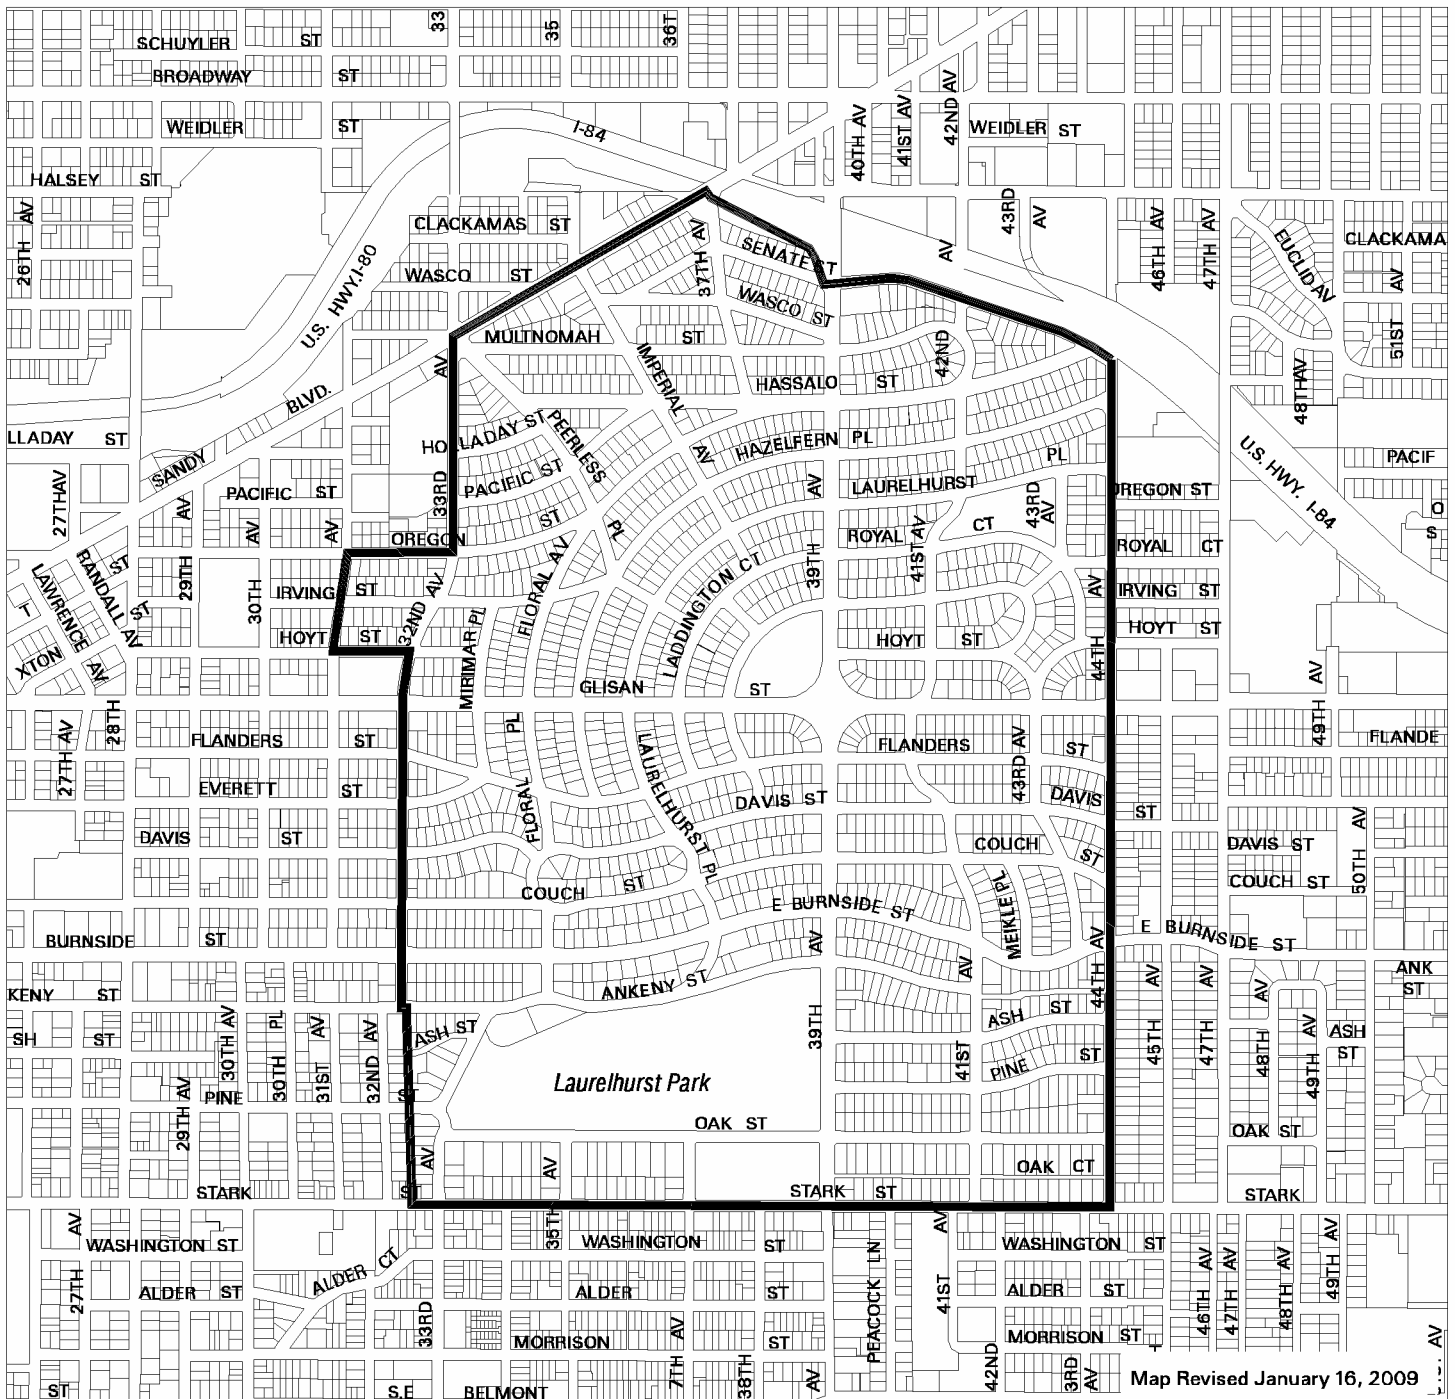 33
35
36T
SCHUYLER ST
BROADWAY ST
WEIDLER ST
I-84
40TH AV
41ST AV
42ND AV
WEIDLER ST
HALSEY ST
26TH AV
CLACKAMAS ST
WASCO ST
U.S. HWY. I-80
37TH AV
SENATE ST
WASCO ST
AV
43RD AV
46TH AV
47TH AV
EUCLID AV
CLACKAMA
51ST AV
48TH AV
MULTNOMAH ST
IMPERIAL AV
HASSALO ST
42ND
BLVD.
SANDY
LLADAY ST
HOLLADAY ST
PEERLESS PL
HAZELFERN PL
PACIFIC ST
33RD AV
PACIFIC ST
LAURELHURST PL
39TH AV
43RD AV
U.S. HWY. I-84
PACIF
OREGON ST
OREGON ST
O
S
27TH AV
29TH AV
AV
AV
ROYAL CT
41ST AV
ROYAL CT
RANDALL AV
LAWRENCE AV
ST
ST
T
XTON
30TH
IRVING ST
32ND AV
FLORAL AV
LADDINGTON CT
44TH AV
IRVING ST
HOYT ST
MIRIMAR PL
HOYT ST
HOYT ST
GLISAN ST
28TH
27TH AV
FLANDERS ST
FLORAL PL
LAURELHURST PL
FLANDERS ST
43RD AV
49TH AV
FLANDE
EVERETT ST
DAVIS ST
DAVIS ST
DAVIS ST
COUCH ST
DAVIS ST
50TH AV
COUCH ST
COUCH ST
MEIKLE PL
E BURNSIDE ST
BURNSIDE ST
E BURNSIDE ST
AV
39TH
KENY ST
ANKENY ST
AV
41ST
44TH AV
45TH AV
47TH AV
48TH AV
49TH AV
ANK
ST
SH ST
30TH AV
30TH PL
31ST AV
32ND AV
ASH ST
ASH ST
ASH
ST
29TH AV
PINE ST
Laurelhurst Park
PINE ST
OAK ST
OAK ST
AV
AV
OAK CT
STARK ST
STARK ST
STARK
35TH
27TH AV
WASHINGTON ST
WASHINGTON ST
PEACOCK LN
41ST AV
WASHINGTON ST
46TH AV
47TH AV
48TH AV
49TH AV
ALDER ST
ALDER CT
ALDER ST
ALDER ST
33RD
MORRISON ST
7TH AV
38TH
AV
42ND
MORRISON ST
3RD AV
AV
ST
S.E BELMONT
Map Revised January 16, 2009